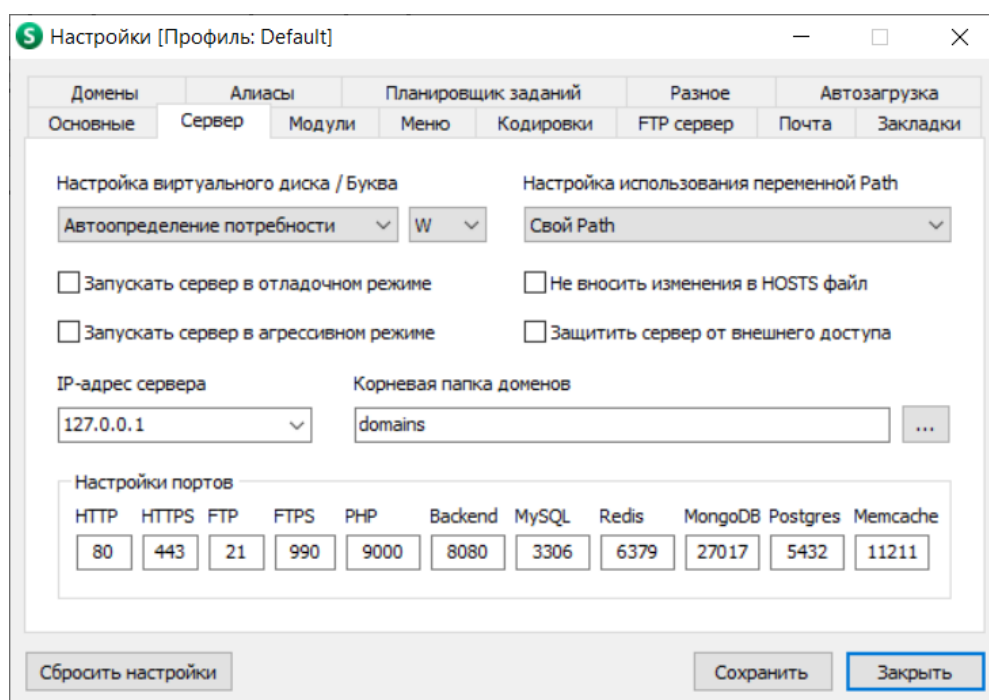 S Настройки [Профиль: Default]
Домены Алиасы Планировщик заданий Разное Автозагрузка
Основные Сервер Модули Меню Кодировки FTP сервер Почта Закладки
Настройка виртуального диска / Буква Настройка использования переменной Path
Автоопределение потребности W Свой Path
Запускать сервер в отладочном режиме Не вносить изменения в HOSTS файл
Запускать сервер в агрессивном режиме Защитить сервер от внешнего доступа
IP-адрес сервера Корневая папка доменов
127.0.0.1 domains ...
Настройки портов
HTTP HTTPS FTP FTPS PHP Backend MySQL Redis MongoDB Postgres Memcache
80 443 21 990 9000 8080 3306 6379 27017 5432 11211
Сбросить настройки Сохранить Закрыть